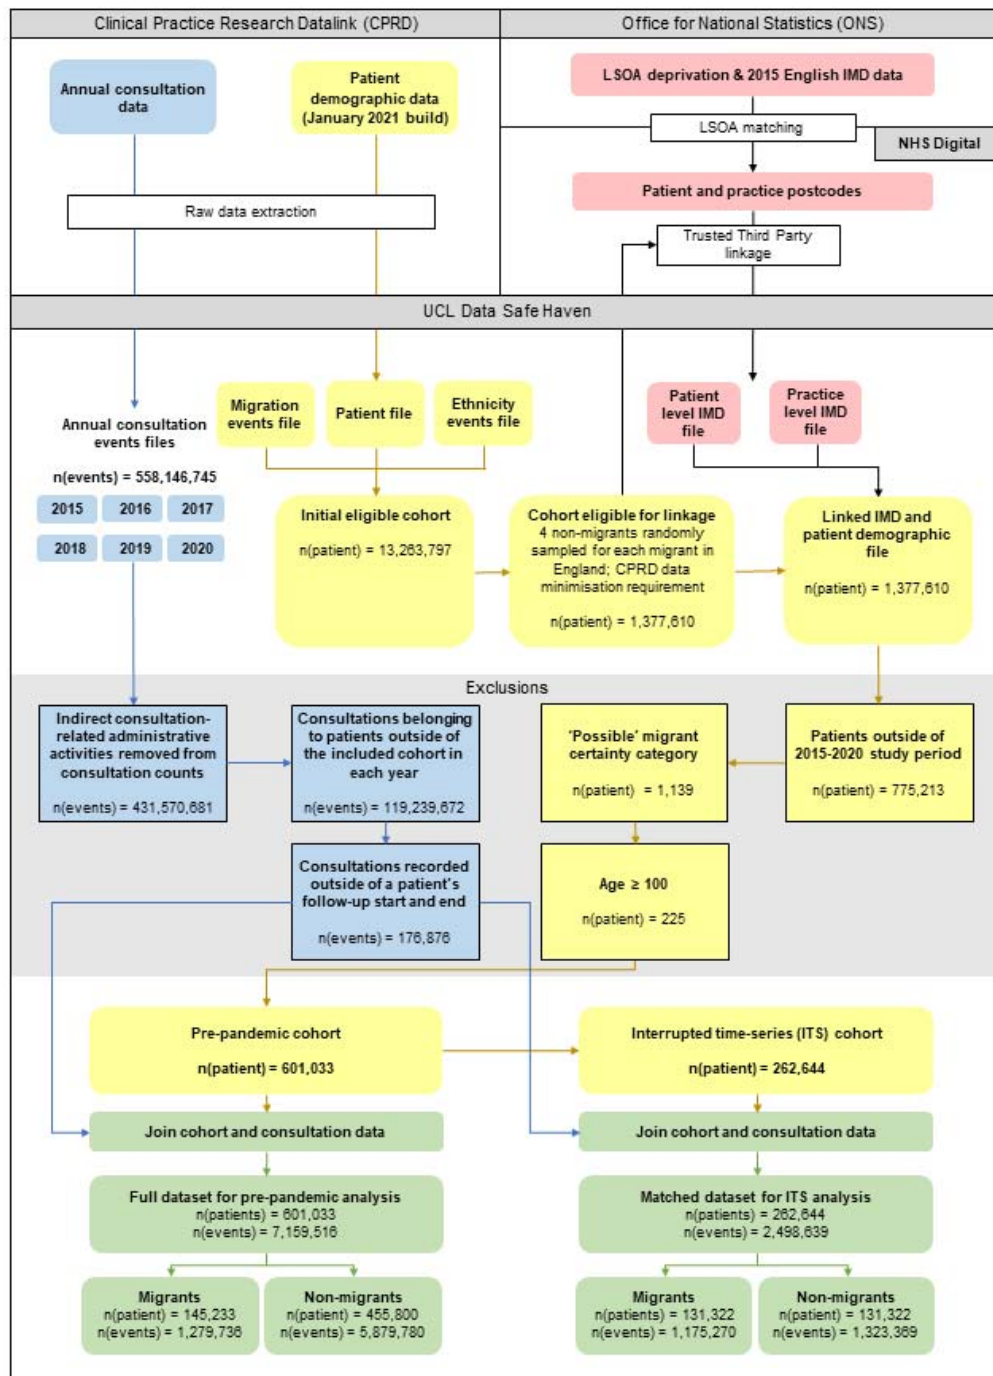 Clinical Practice Research Datalink (CPRD)
Office for National Statistics (ONS)
Annual consultation
data
Patient
demographic data
(January 2021 build)
LSOA deprivation & 2015 English IMD data
LSOA matching
NHS Digital
Patient and practice postcodes
Raw data extraction
Trusted Third Party
linkage
UCL Data Safe Haven
Annual consultation
events files
n(events) = 558,146,745
2015
2016
2017
2018
2019
2020
Migration
events file
Patient file
Ethnicity
events file
Patient
level IMD
file
Practice
level IMD
file
Initial eligible cohort
n(patient) = 13,263,797
Cohort eligible for linkage
4 non-migrants randomly
sampled for each migrant in
England; CPRD data
minimisation requirement
n(patient) = 1,377,610
Linked IMD and
patient demographic
file
n(patient) = 1,377,610
Exclusions
Indirect consultation-
related administrative
activities removed from
consultation counts
n(events) = 431,570,681
Consultations belonging
to patients outside of
the included cohort in
each year
n(events) = 119,239,672
'Possible' migrant
certainty category
n(patient) = 1,139
Patients outside of
2015-2020 study period
n(patient) = 775,213
Consultations recorded
outside of a patient's
follow-up start and end
n(events) = 176,876
Age ≥ 100
n(patient) = 225
Pre-pandemic cohort
n(patient) = 601,033
Interrupted time-series (ITS) cohort
n(patient) = 262,644
Join cohort and consultation data
Join cohort and consultation data
Full dataset for pre-pandemic analysis
n(patients) = 601,033
n(events) = 7,159,516
Matched dataset for ITS analysis
n(patients) = 262,644
n(events) = 2,498,639
Migrants
n(patient) = 145,233
n(events) = 1,279,736
Non-migrants
n(patient) = 455,800
n(events) = 5,879,780
Migrants
n(patient) = 131,322
n(events) = 1,175,270
Non-migrants
n(patient) = 131,322
n(events) = 1,323,369